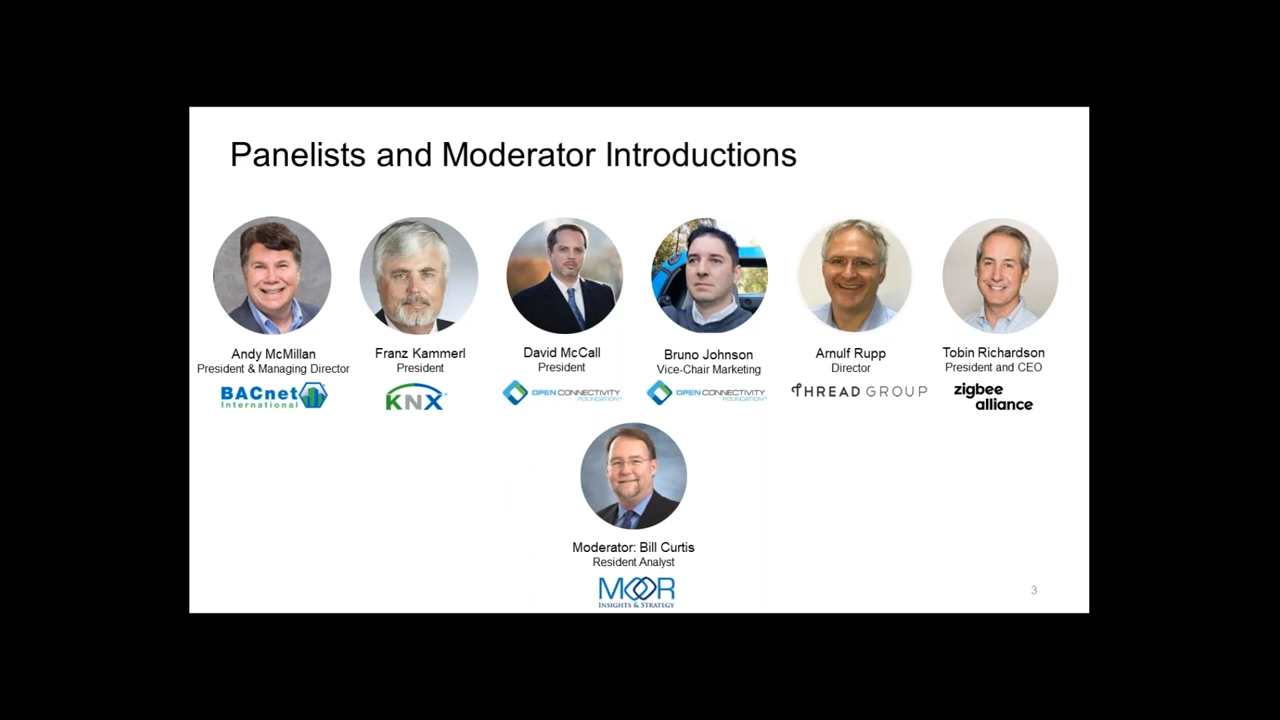 Panelists and Moderator Introductions
Andy McMillan
President & Managing Director
BACnet
International
Franz Kammerl
President
KNX
David McCall
President
OPEN CONNECTIVITY
FOUNDATION™
Bruno Johnson
Vice-Chair Marketing
OPEN CONNECTIVITY
FOUNDATION™
Arnulf Rupp
Director
THREAD GROUP
Tobin Richardson
President and CEO
zigbee
alliance
Moderator: Bill Curtis
Resident Analyst
MOOR
INSIGHTS & STRATEGY
3